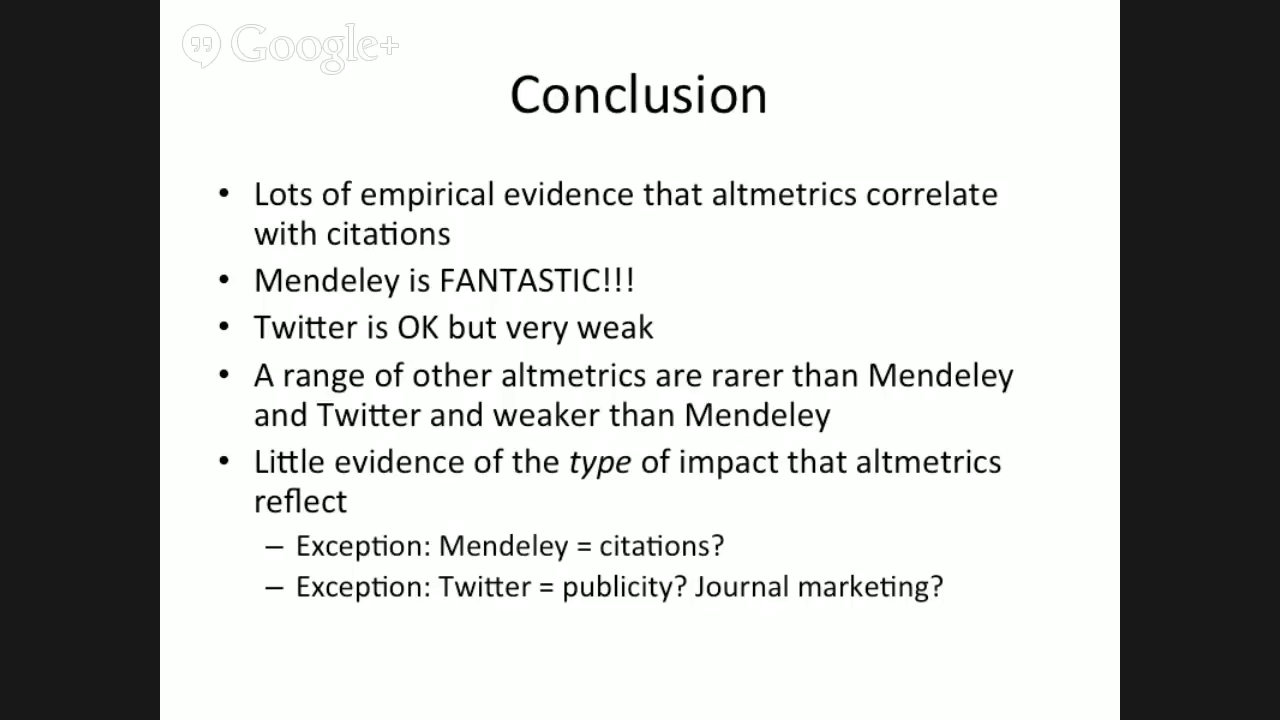 Google+
Conclusion
• Lots of empirical evidence that altmetrics correlate
with citations
• Mendeley is FANTASTIC!!!
• Twitter is OK but very weak
• A range of other altmetrics are rarer than Mendeley
and Twitter and weaker than Mendeley
• Little evidence of the type of impact that altmetrics
reflect
– Exception: Mendeley = citations?
– Exception: Twitter = publicity? Journal marketing?